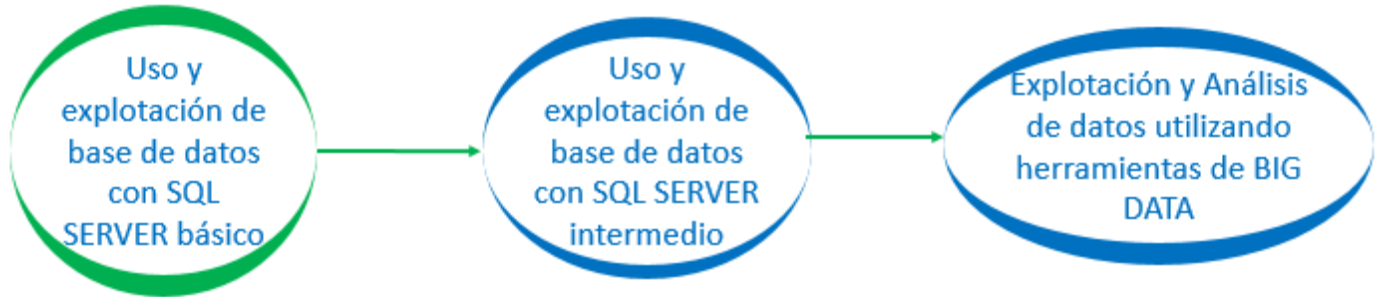 Uso y
explotación de
base de datos
con SQL
SERVER básico
Uso y
explotación de
base de datos
con SQL SERVER
intermedio
Explotación y Análisis
de datos utilizando
herramientas de BIG
DATA